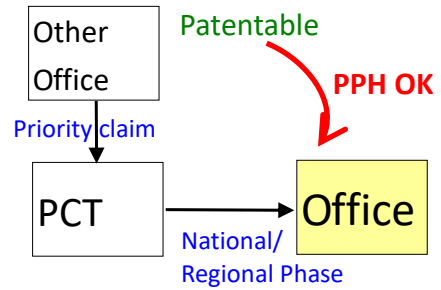 Other
Office
Patentable
PPH OK
Priority claim
PCT
Office
National/
Regional Phase